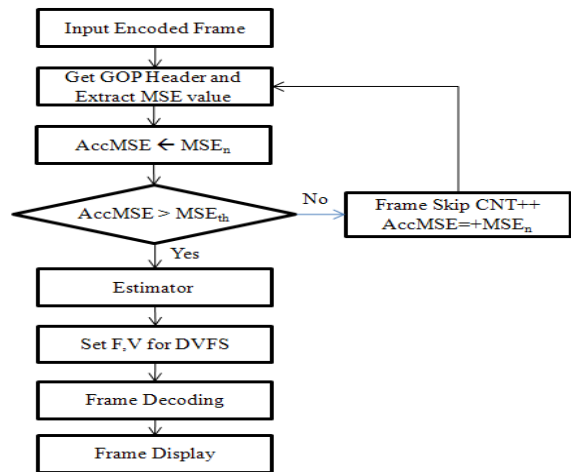 Input Encoded Frame
Get GOP Header and
Extract MSE value
AccMSE ← MSEn
AccMSE > MSEth
No
Frame Skip CNT++
AccMSE=+MSEn
Yes
Estimator
Set F,V for DVFS
Frame Decoding
Frame Display